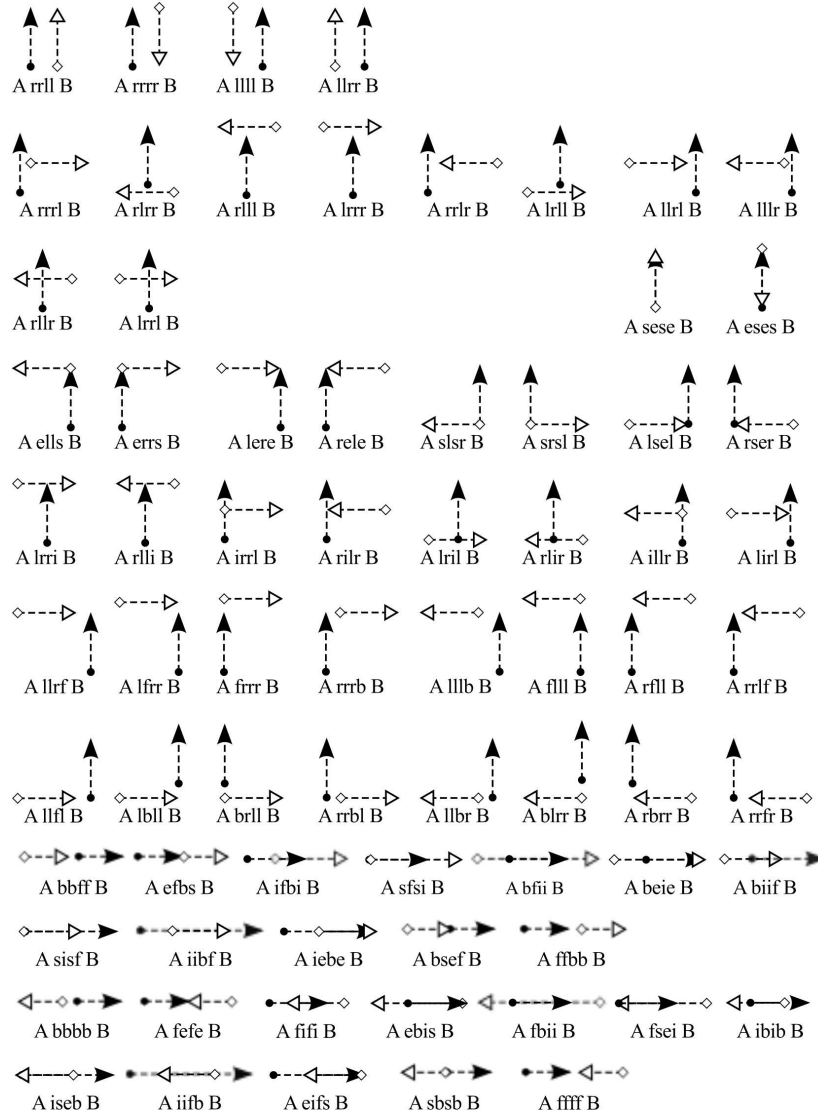 A rrll B A rrrr B A llll B A llrr B
A rrrl B A rlrr B A rlll B A lrrr B A rrlr B A lrll B A llrl B A lllr B
A rllr B A lrrl B A sese B A eses B
A ells B A errs B A lere B A rele B A slsr B A srsl B A lsel B A rser B
A lrri B A rlli B A irrl B A rilr B A lril B A rlir B A illr B A lirl B
A llrf B A lfrr B A frrr B A rrrb B A lllb B A flll B A rfll B A rrlf B
A llfl B A lbll B A brll B A rrbl B A llbr B A blrr B A rbrr B A rrfr B
A bbff B A efbs B A ifbi B A sfsi B A bfii B A beie B A biif B
A sisf B A iibf B A iebe B A bsef B A ffbb B
A bbbb B A fefe B A fifi B A ebis B A fbii B A fsei B A ibib B
A iseb B A iifb B A eifs B A sbsb B A ffff B